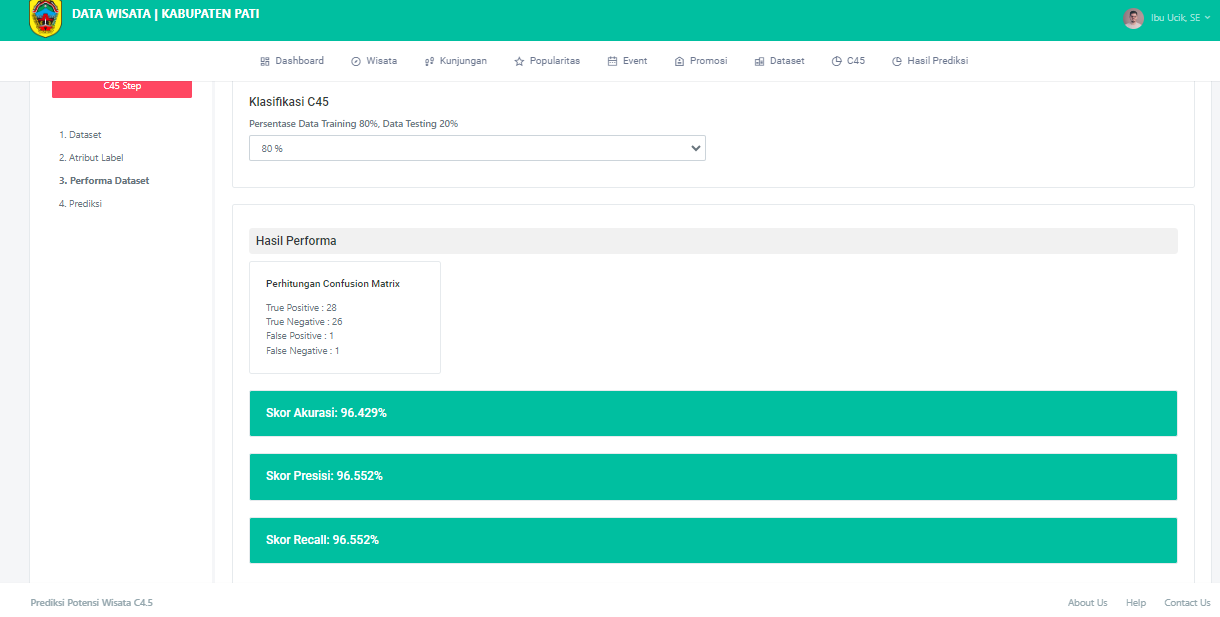 DATA WISATA | KABUPATEN PATI
Ibu Ucik, SE
Dashboard
Wisata
Kunjungan
Popularitas
Event
Promosi
Dataset
C45
Hasil Prediksi
C45 Step
1. Dataset
2. Atribut Label
3. Performa Dataset
4. Prediksi
Klasifikasi C45
Persentase Data Training 80%, Data Testing 20%
80 %
Hasil Performa
Perhitungan Confusion Matrix
True Positive : 28
True Negative : 26
False Positive : 1
False Negative : 1
Skor Akurasi: 96.429%
Skor Presisi: 96.552%
Skor Recall: 96.552%
Prediksi Potensi Wisata C4.5
About Us
Help
Contact Us